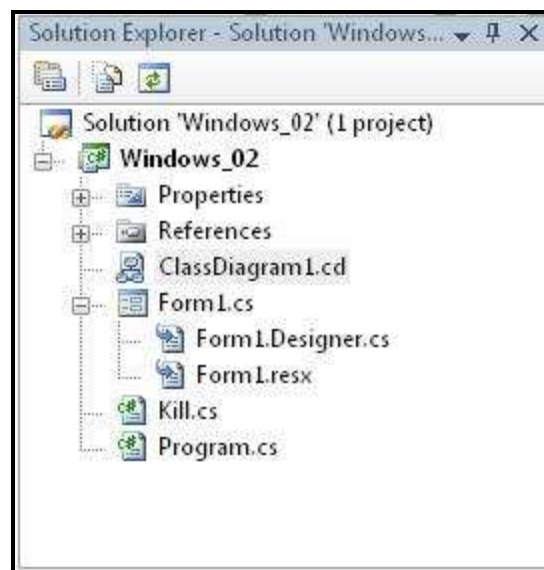 Solution Explorer - Solution 'Windows...
Solution 'Windows_02' (1 project)
Windows_02
Properties
References
ClassDiagram1.cd
Form1.cs
Form1.Designer.cs
Form1.resx
Kill.cs
Program.cs